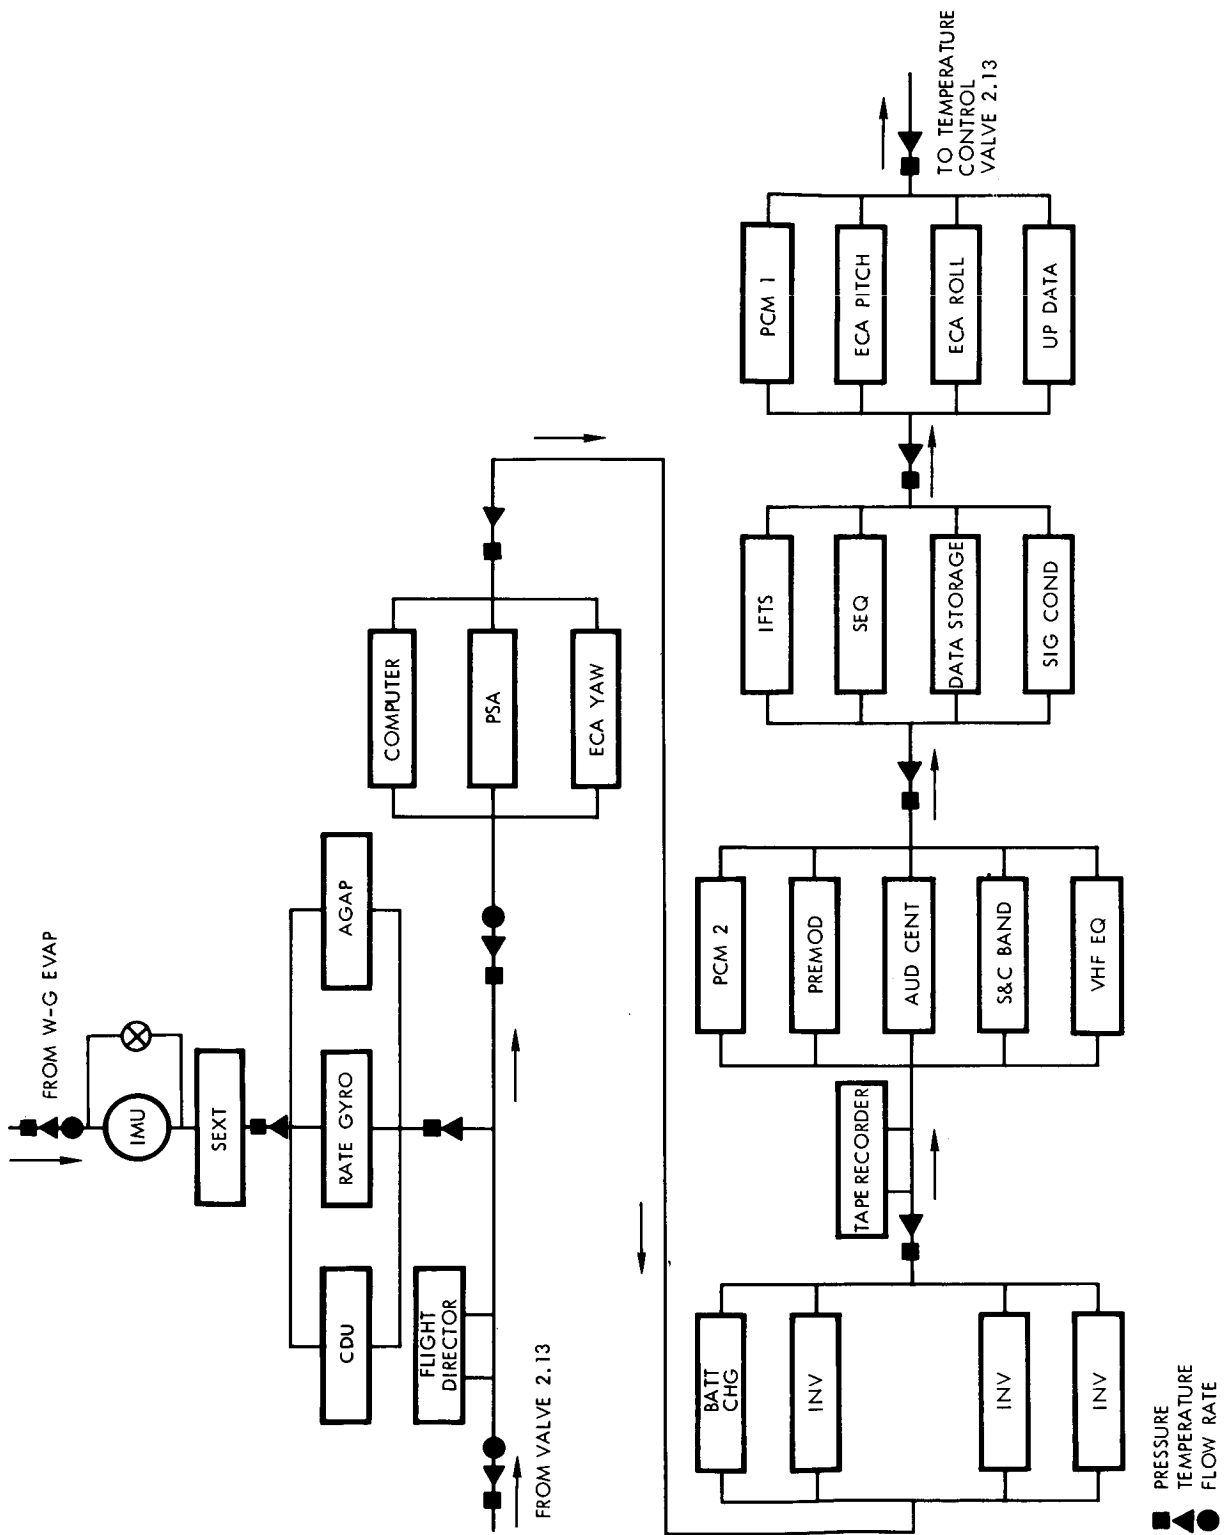 FROM W-G EVAP
IMU
SEXT
CDU
RATE GYRO
AGAP
FLIGHT
DIRECTOR
FROM VALVE 2.13
COMPUTER
PSA
ECA YAW
BATT
CHG
INV
INV
INV
TAPE RECORDER
PCM 2
PREMOD
AUD CENT
S&C BAND
VHF EQ
IFTS
SEQ
DATA STORAGE
SIG COND
PCM 1
ECA PITCH
ECA ROLL
UP DATA
TO TEMPERATURE
CONTROL
VALVE 2.13
PRESSURE
TEMPERATURE
FLOW RATE